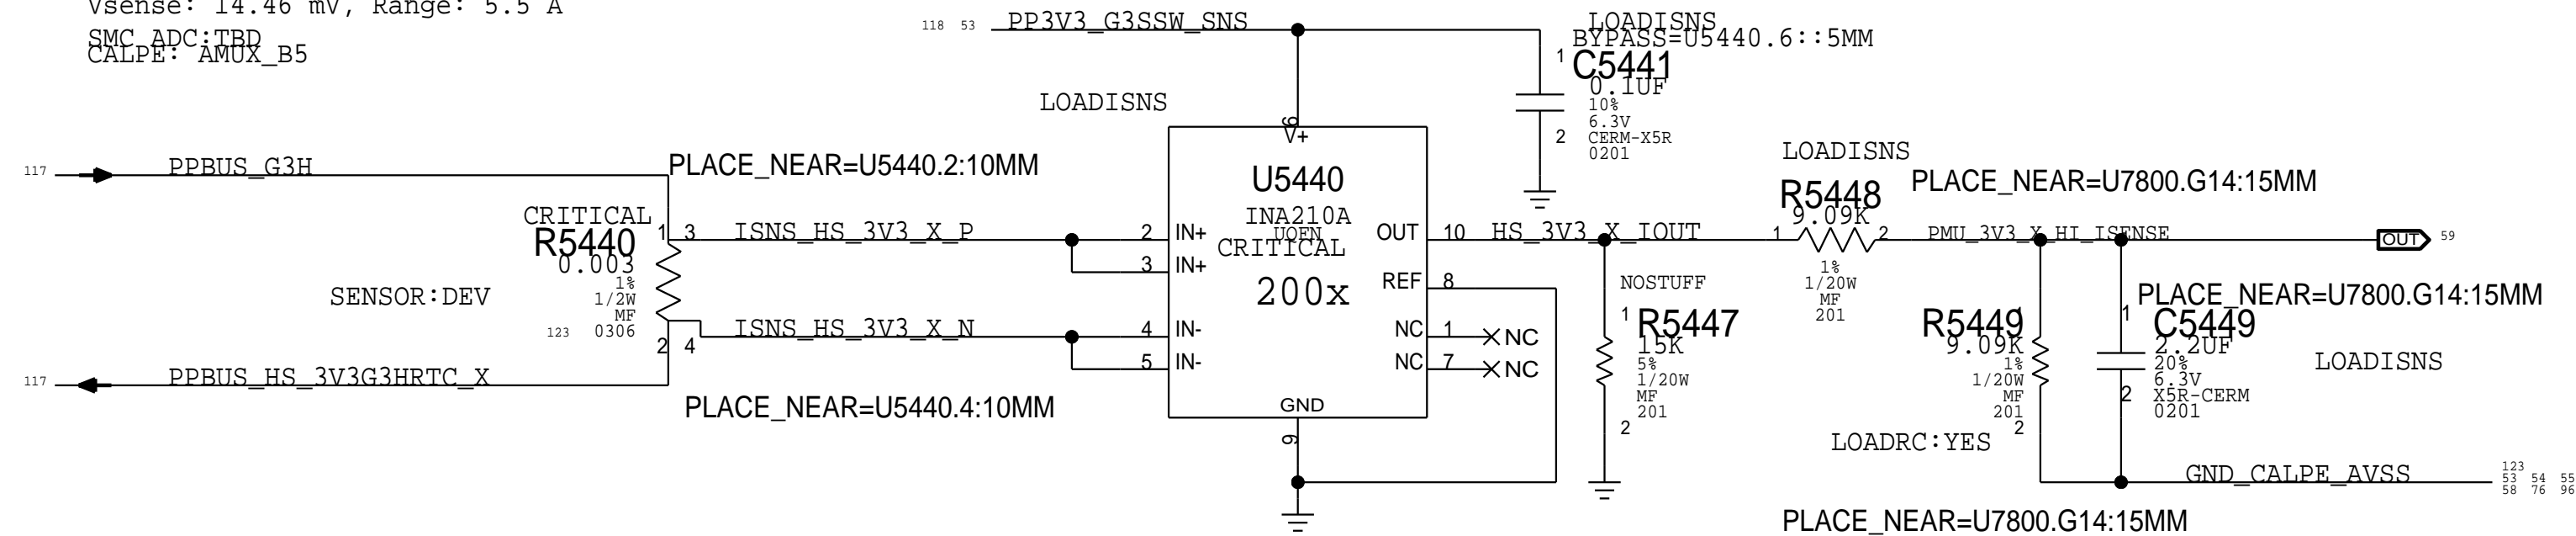 Vsense: 14.46 mV, Range: 5.5 A
SMC ADC:TBD
CALPE: AMUX_B5
118 53 PP3V3_G3SSW_SNS
LOADISNS
BYPASS=U5440.6::5MM
1 C5441
0.1UF
10%
6.3V
2 CERM-X5R
0201
LOADISNS
6
V+
117 PPBUS_G3H
PLACE_NEAR=U5440.2:10MM
CRITICAL
R5440
0.003
1%
1/2W
MF
123 0306
1 3
2 4
SENSOR:DEV
ISNS_HS_3V3_X_P
ISNS_HS_3V3_X_N
117 PPBUS_HS_3V3G3HRTC_X
PLACE_NEAR=U5440.4:10MM
U5440
INA210A
UQFN
CRITICAL
200x
2 IN+
3 IN+
4 IN-
5 IN-
OUT 10
REF 8
NC 1 NC
NC 7 NC
GND
9
HS_3V3_X_IOUT
NOSTUFF
1 R5447
15K
5%
1/20W
MF
201
2
LOADISNS
R5448
9.09K
1 2
1%
1/20W
MF
201
PLACE_NEAR=U7800.G14:15MM
PMU_3V3_X_HI_ISENSE
OUT 59
PLACE_NEAR=U7800.G14:15MM
1
R5449
9.09K
1%
1/20W
MF
201
2
LOADRC:YES
1
C5449
2.2UF
20%
6.3V
2 X5R-CERM
0201
LOADISNS
GND_CALPE_AVSS
123
53 54 55
58 76 96
PLACE_NEAR=U7800.G14:15MM